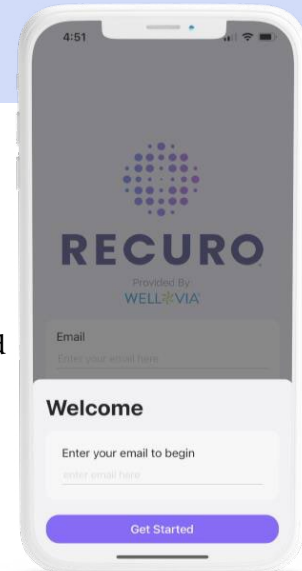 4:51
RECURO
Provided By
WELLVIA
Email
Enter your email here
Welcome
Enter your email to begin
enter email here
Get Started